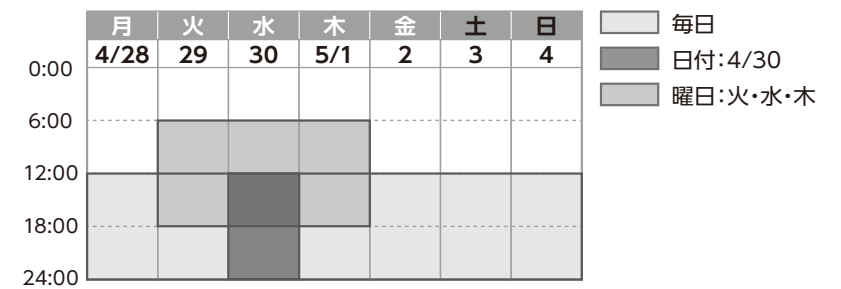 月 火 水 木 金 土 日
4/28 29 30 5/1 2 3 4
0:00
6:00
12:00
18:00
24:00
毎日
日付：4/30
曜日：火・水・木